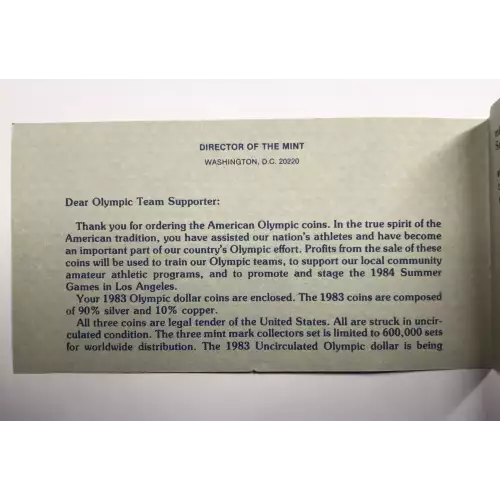 DIRECTOR OF THE MINT
WASHINGTON, D.C. 20220
Dear Olympic Team Supporter:
Thank you for ordering the American Olympic coins. In the true spirit of the
American tradition, you have assisted our nation's athletes and have become
an important part of our country's Olympic effort. Profits from the sale of these
coins will be used to train our Olympic teams, to support our local community
amateur athletic programs, and to promote and stage the 1984 Summer
Games in Los Angeles.
Your 1983 Olympic dollar coins are enclosed. The 1983 coins are composed
of 90% silver and 10% copper.
All three coins are legal tender of the United States. All are struck in uncir-
culated condition. The three mint mark collectors set is limited to 600,000 sets
for worldwide distribution. The 1983 Uncirculated Olympic dollar is being